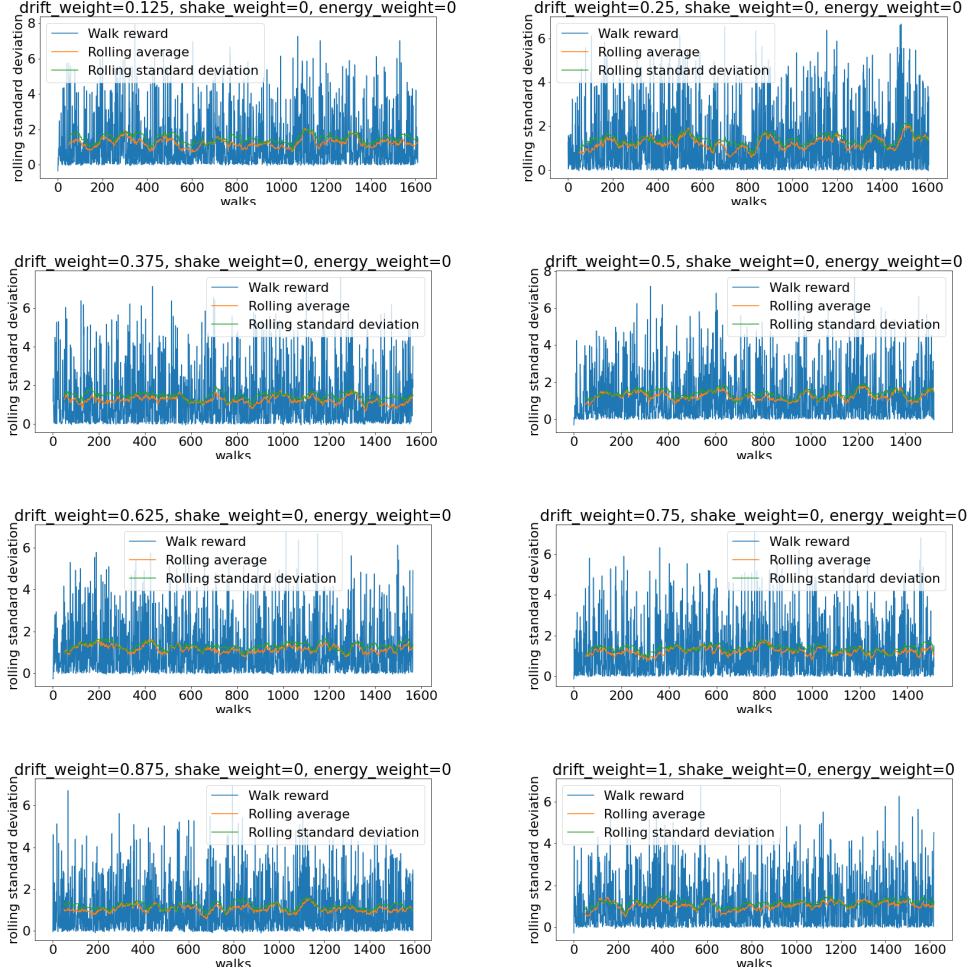 drift_weight=0.125, shake_weight=0, energy_weight=0
rolling standard deviation
8
6
4
2
0
Walk reward
Rolling average
Rolling standard deviation
0 200 400 600 800 1000 1200 1400 1600
walks
drift_weight=0.25, shake_weight=0, energy_weight=0
rolling standard deviation
6
4
2
0
Walk reward
Rolling average
Rolling standard deviation
0 200 400 600 800 1000 1200 1400 1600
walks
drift_weight=0.375, shake_weight=0, energy_weight=0
rolling standard deviation
6
4
2
0
Walk reward
Rolling average
Rolling standard deviation
0 200 400 600 800 1000 1200 1400 1600
walks
drift_weight=0.5, shake_weight=0, energy_weight=0
rolling standard deviation
8
6
4
2
0
Walk reward
Rolling average
Rolling standard deviation
0 200 400 600 800 1000 1200 1400
walks
drift_weight=0.625, shake_weight=0, energy_weight=0
rolling standard deviation
6
4
2
0
Walk reward
Rolling average
Rolling standard deviation
0 200 400 600 800 1000 1200 1400 1600
walks
drift_weight=0.75, shake_weight=0, energy_weight=0
rolling standard deviation
6
4
2
0
Walk reward
Rolling average
Rolling standard deviation
0 200 400 600 800 1000 1200 1400
walks
drift_weight=0.875, shake_weight=0, energy_weight=0
rolling standard deviation
6
4
2
0
Walk reward
Rolling average
Rolling standard deviation
0 200 400 600 800 1000 1200 1400 1600
walks
drift_weight=1, shake_weight=0, energy_weight=0
rolling standard deviation
6
4
2
0
Walk reward
Rolling average
Rolling standard deviation
0 200 400 600 800 1000 1200 1400 1600
walks